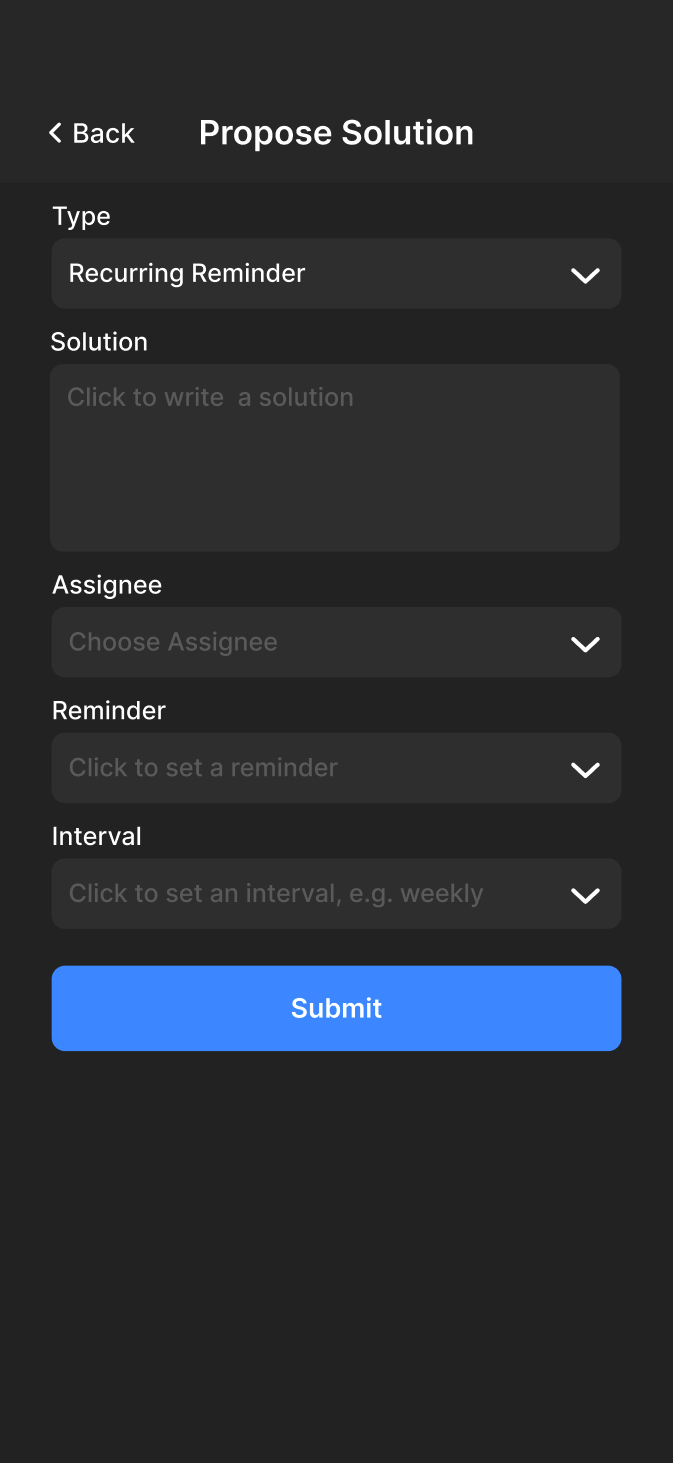 Back Propose Solution
Type
Recurring Reminder
Solution
Click to write  a solution
Assignee
Choose Assignee
Reminder
Click to set a reminder
Interval
Click to set an interval, e.g. weekly
Submit